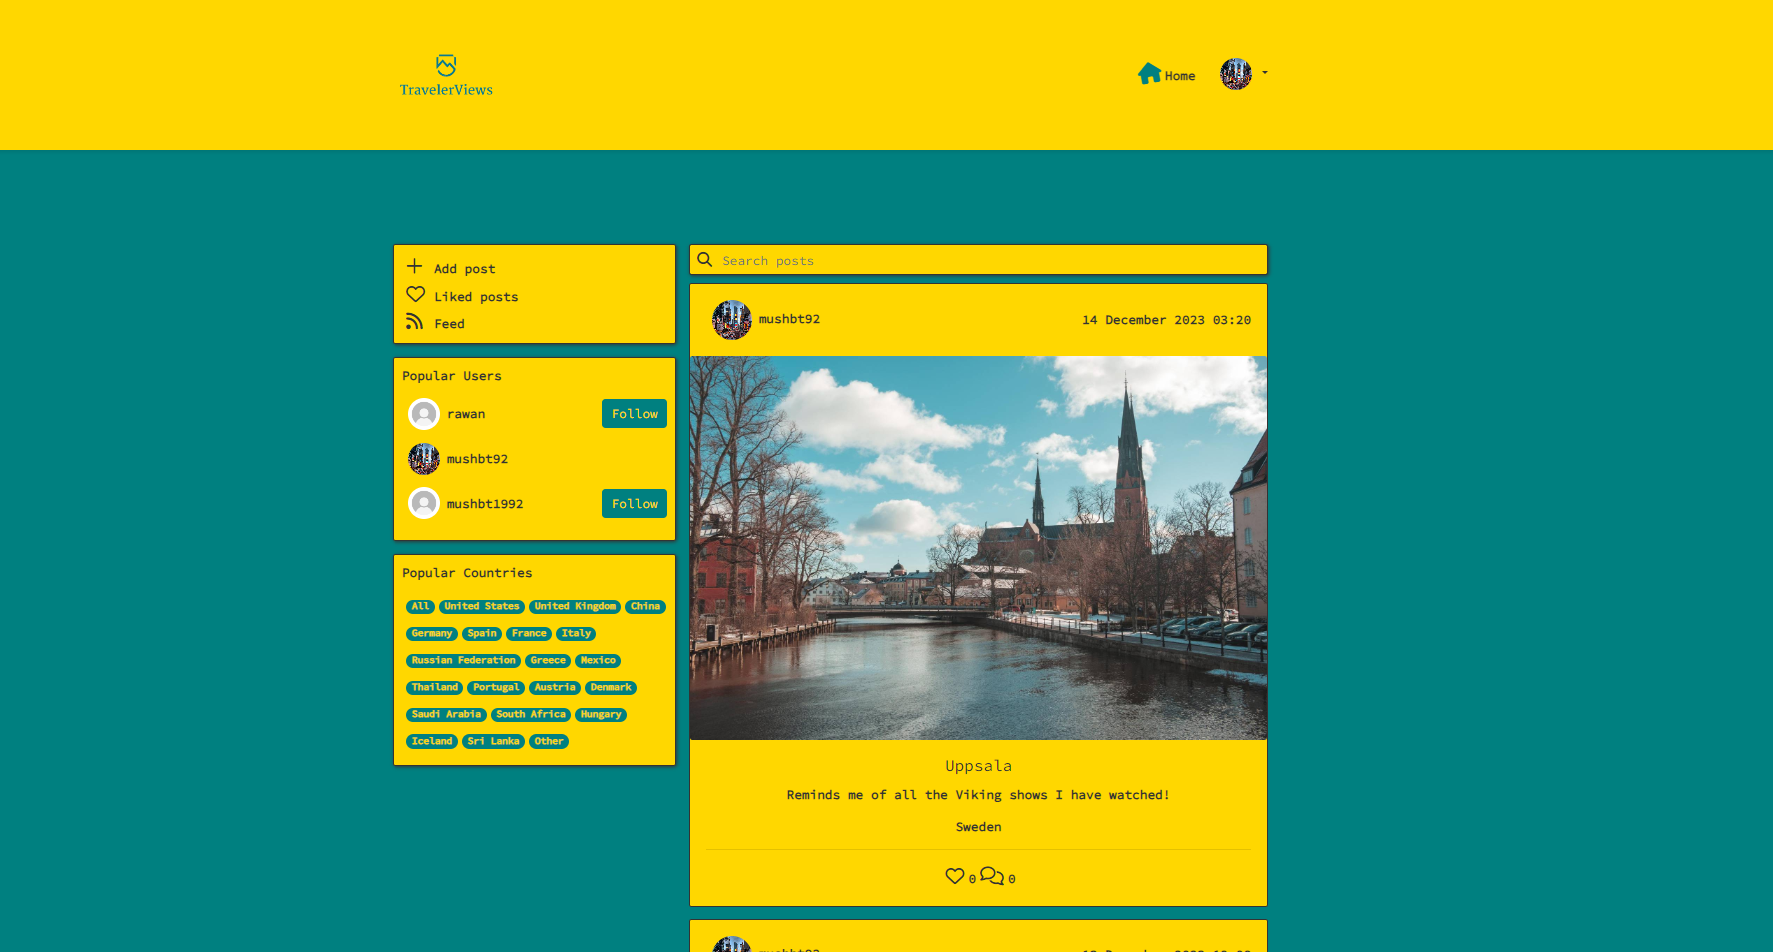 TravelerViews
Home
Add post
Liked posts
Feed
Popular Users
rawan Follow
mushbt92
mushbt1992 Follow
Popular Countries
All United States United Kingdom China
Germany Spain France Italy
Russian Federation Greece Mexico
Thailand Portugal Austria Denmark
Saudi Arabia South Africa Hungary
Iceland Sri Lanka Other
Search posts
mushbt92 14 December 2023 03:20
Uppsala
Reminds me of all the Viking shows I have watched!
Sweden
0 0
mushbt92